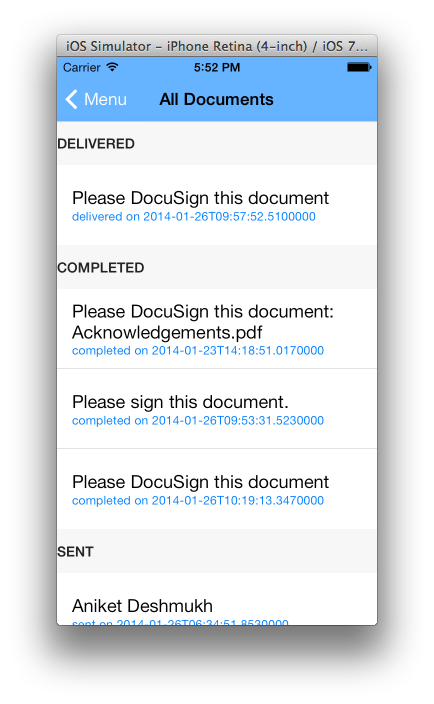 iOS Simulator – iPhone Retina (4-inch) / iOS 7...
Carrier 5:52 PM
Menu All Documents
DELIVERED
Please DocuSign this document
delivered on 2014-01-26T09:57:52.5100000
COMPLETED
Please DocuSign this document:
Acknowledgements.pdf
completed on 2014-01-23T14:18:51.0170000
Please sign this document.
completed on 2014-01-26T09:53:31.5230000
Please DocuSign this document
completed on 2014-01-26T10:19:13.3470000
SENT
Aniket Deshmukh
sent on 2014-01-26T06:34:51.8530000